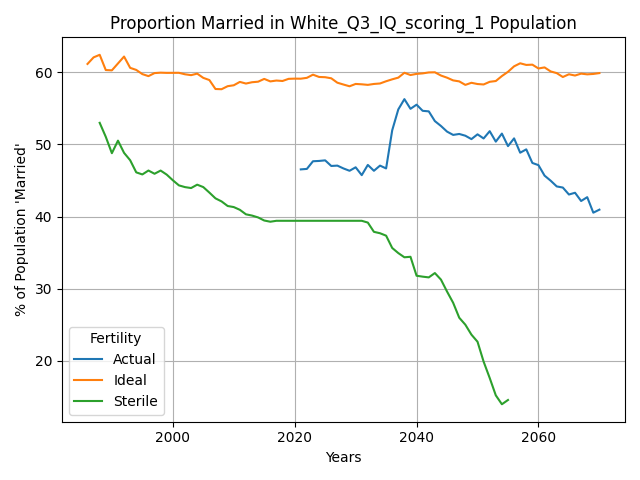 Proportion Married in White_Q3_IQ_scoring_1 Population
% of Population 'Married'
60
50
40
30
20
Fertility
Actual
Ideal
Sterile
2000 2020 2040 2060
Years